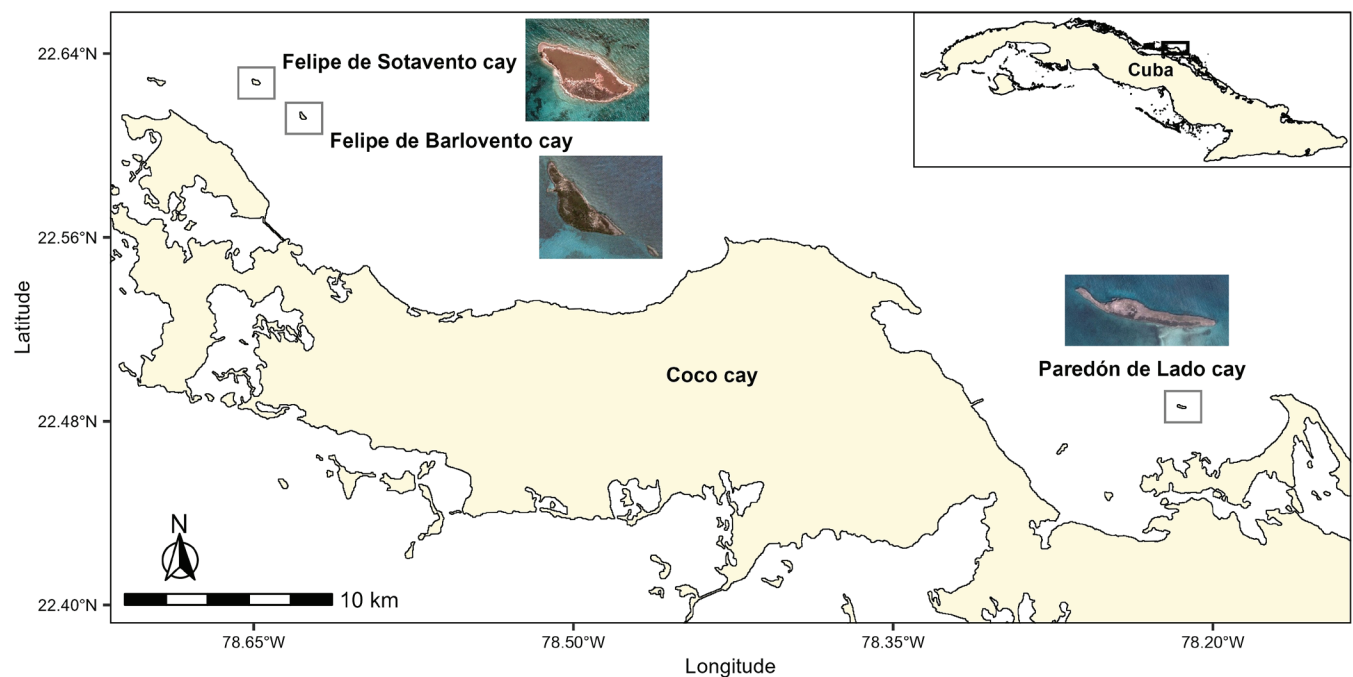 22.64°N
Felipe de Sotavento cay
Cuba
Felipe de Barlovento cay
22.56°N
Latitude
Paredón de Lado cay
Coco cay
22.48°N
N
22.40°N
10 km
78.65°W
78.50°W
78.35°W
78.20°W
Longitude